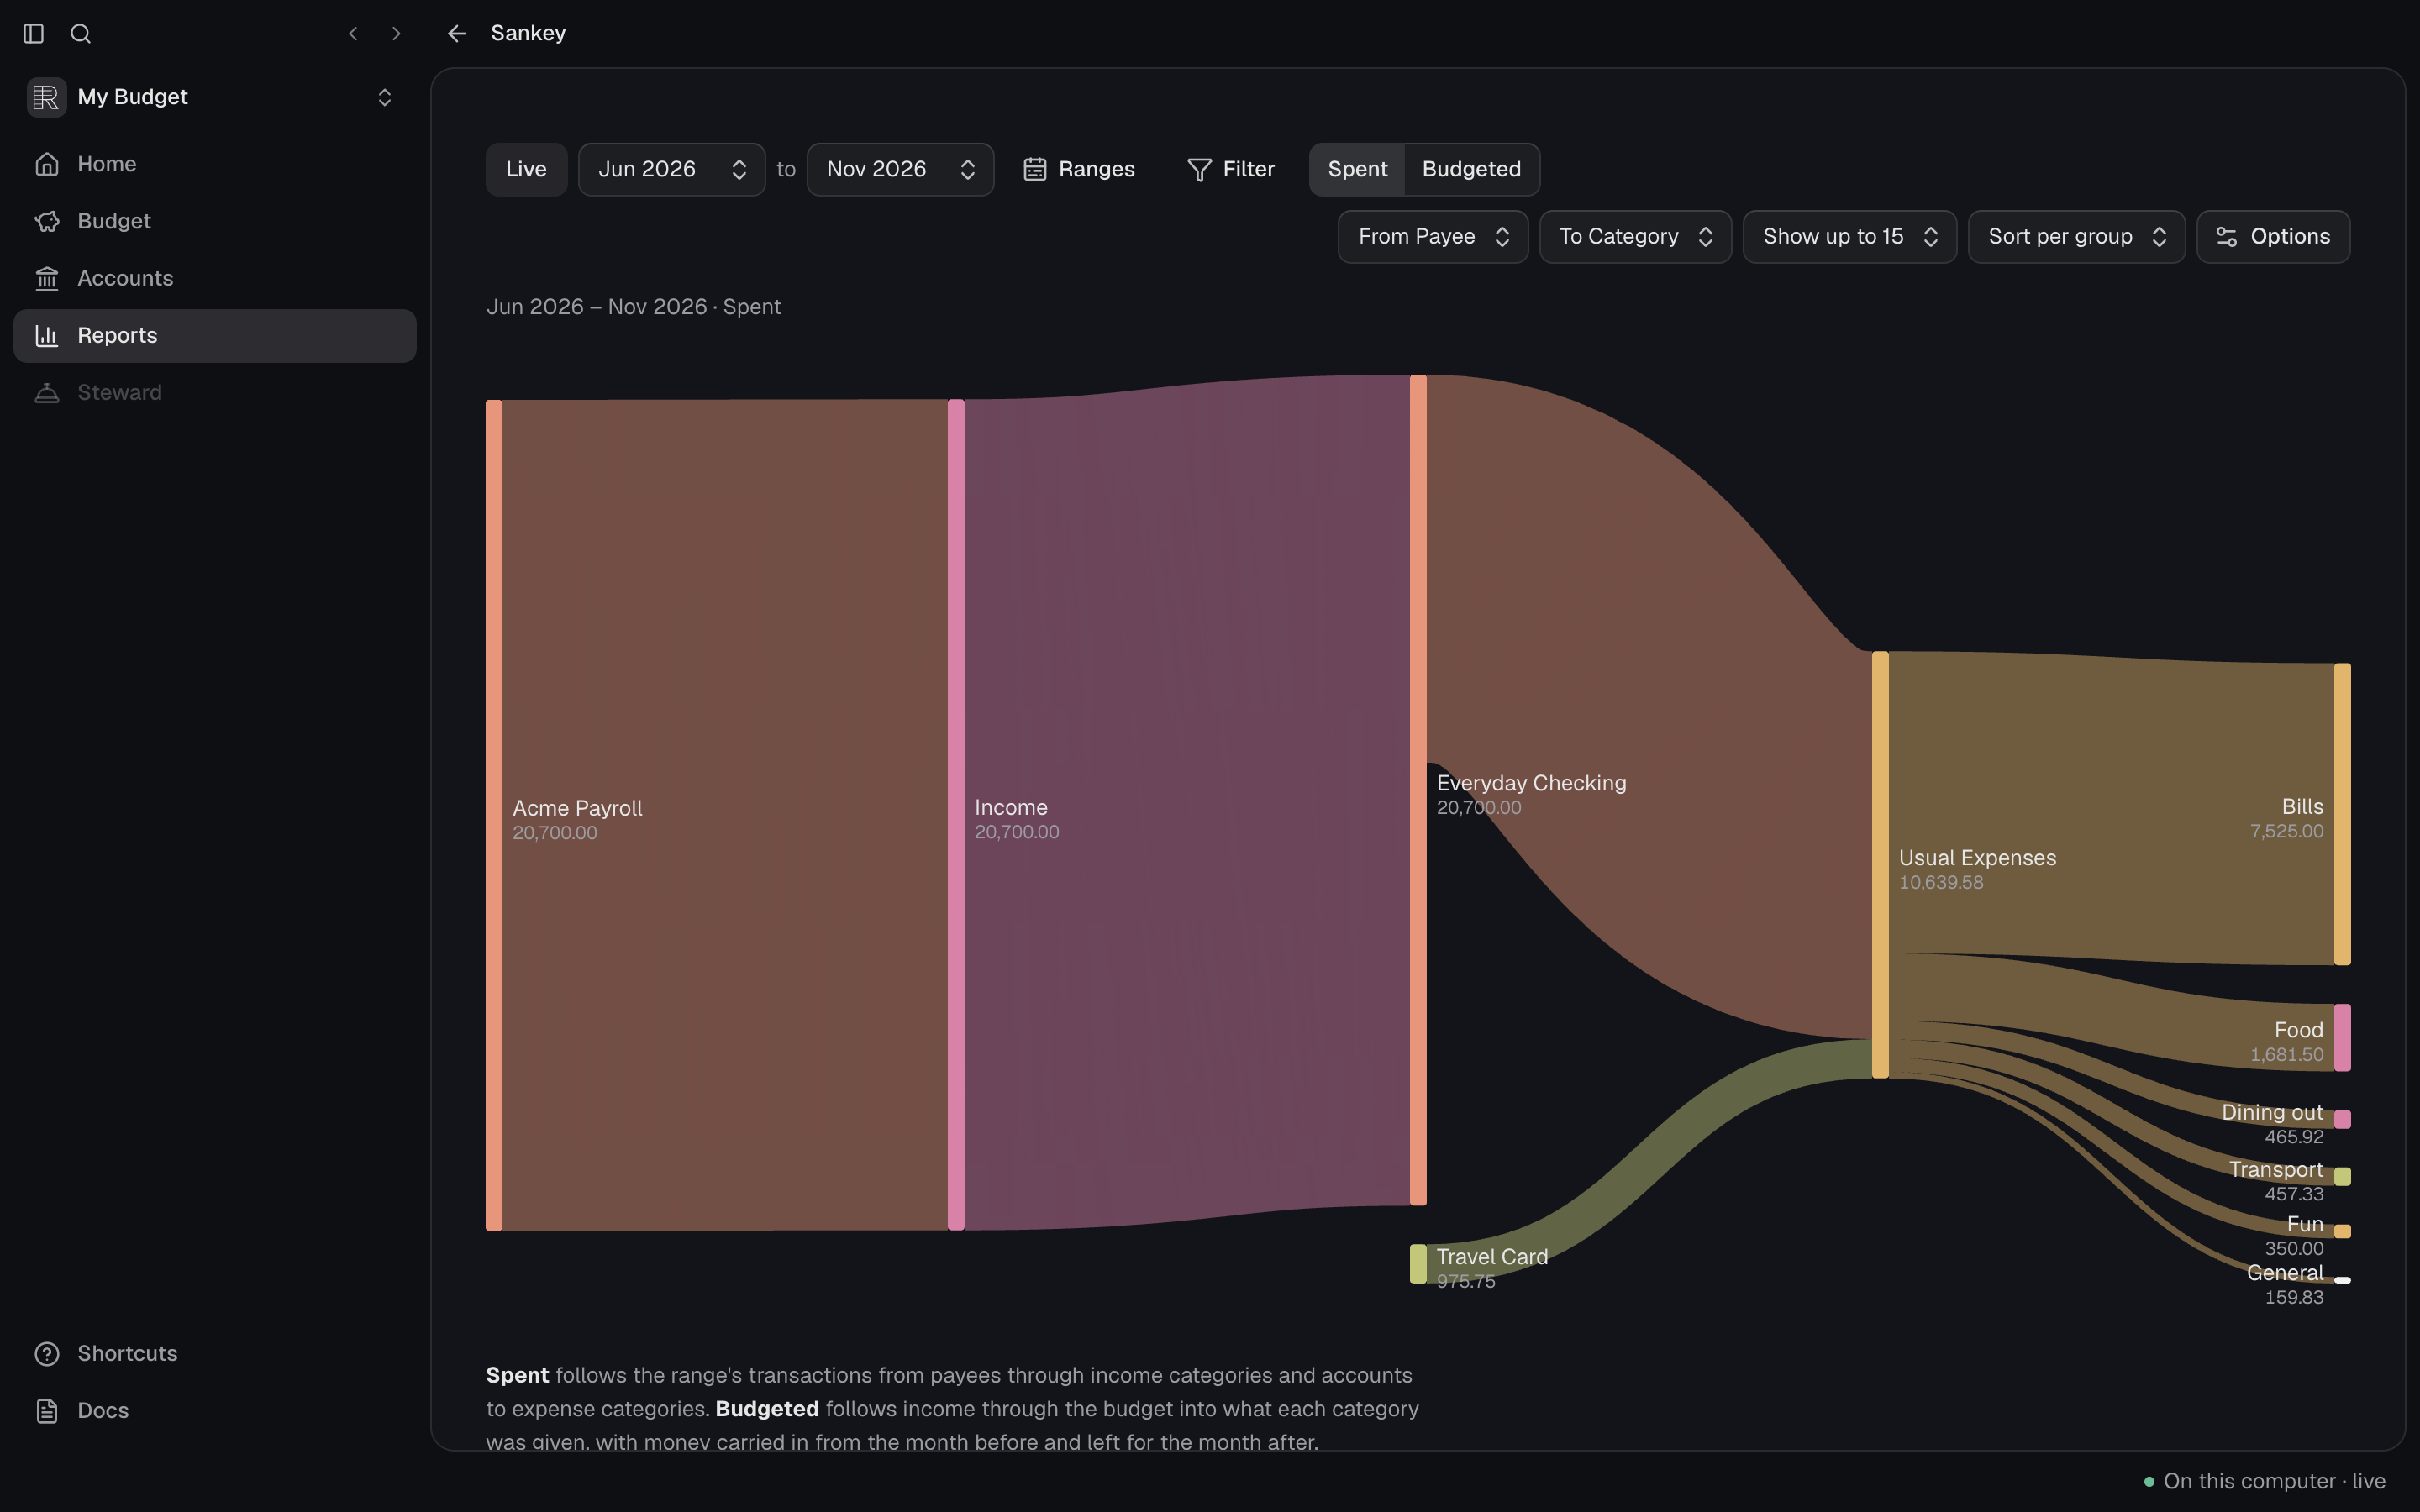 Sankey
My Budget
Home
Budget
Accounts
Reports
Steward
Shortcuts
Docs
Live
Jun 2026
to
Nov 2026
Ranges
Filter
Spent
Budgeted
From Payee
To Category
Show up to 15
Sort per group
Options
Jun 2026 – Nov 2026 · Spent
Acme Payroll
20,700.00
Income
20,700.00
Everyday Checking
20,700.00
Travel Card
975.75
Usual Expenses
10,639.58
Bills
7,525.00
Food
1,681.50
Dining out
465.92
Transport
457.33
Fun
350.00
General
159.83
Spent follows the range's transactions from payees through income categories and accounts
to expense categories. Budgeted follows income through the budget into what each category
was given, with money carried in from the month before and left for the month after.
On this computer · live